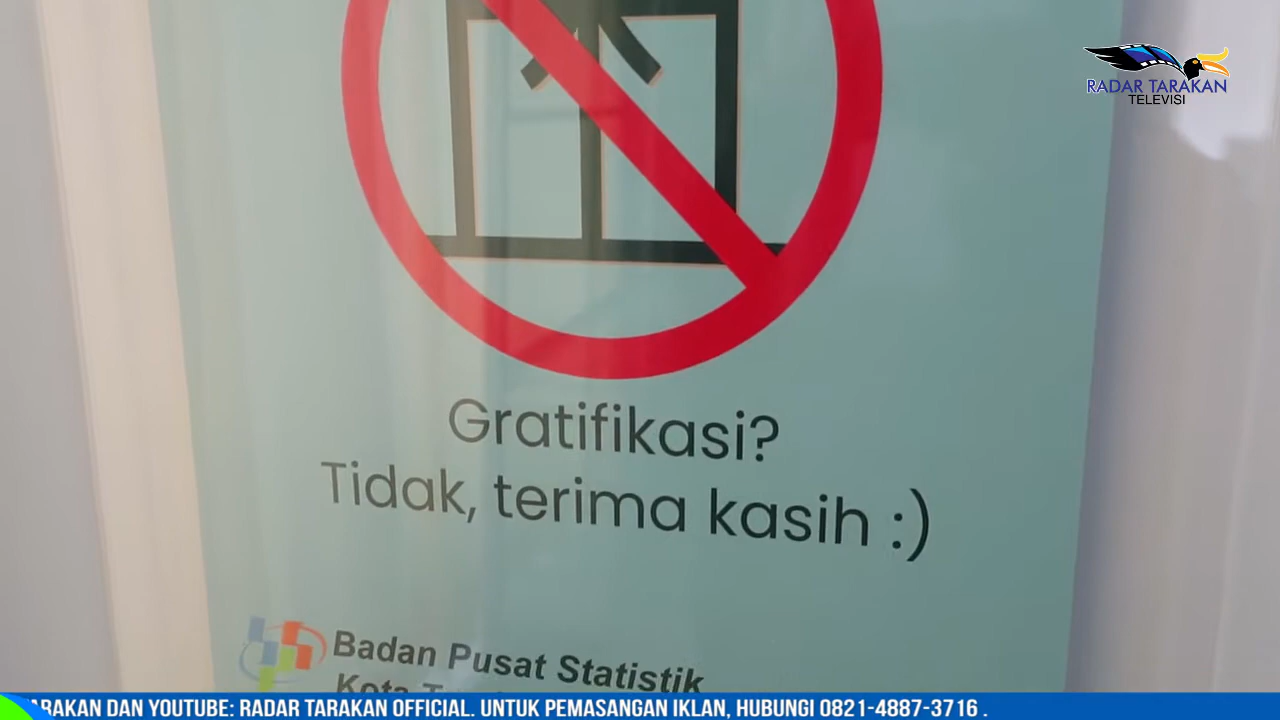 RADAR TARAKAN
TELEVISI
Gratifikasi?
Tidak, terima kasih :)
Badan Pusat Statistik
Kota
ARAKAN DAN YOUTUBE: RADAR TARAKAN OFFICIAL. UNTUK PEMASANGAN IKLAN, HUBUNGI 0821-4887-3716 .